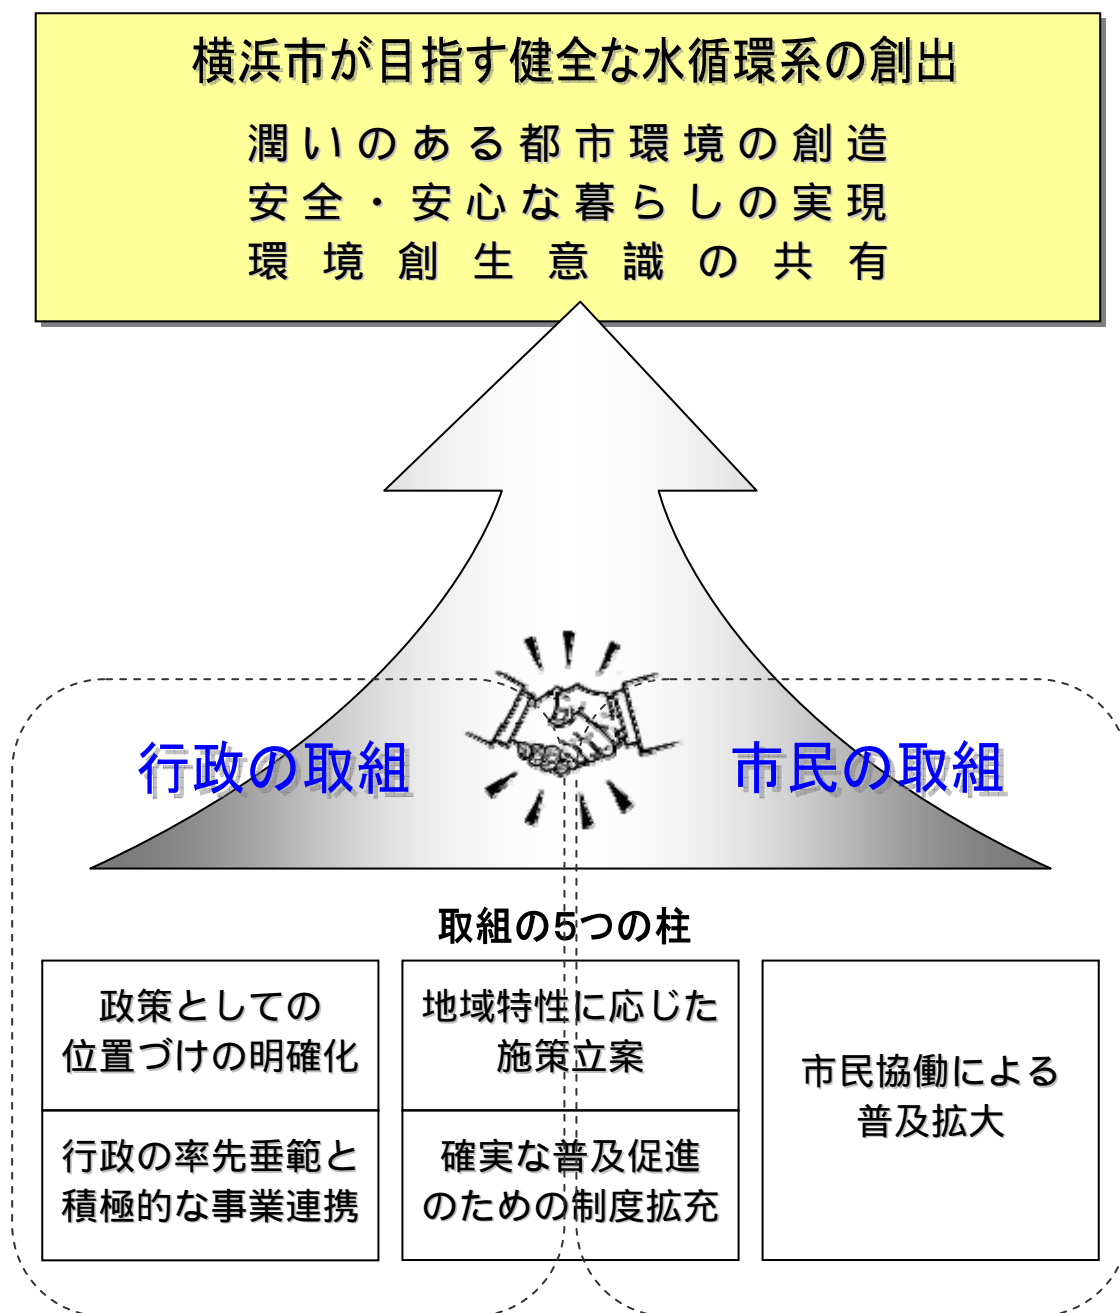 横浜市が目指す健全な水循環系の創出
潤いのある都市環境の創造
安全・安心な暮らしの実現
環境創生意識の共有
行政の取組
市民の取組
取組の5つの柱
政策としての
位置づけの明確化
地域特性に応じた
施策立案
市民協働による
普及拡大
行政の率先垂範と
積極的な事業連携
確実な普及促進
のための制度拡充